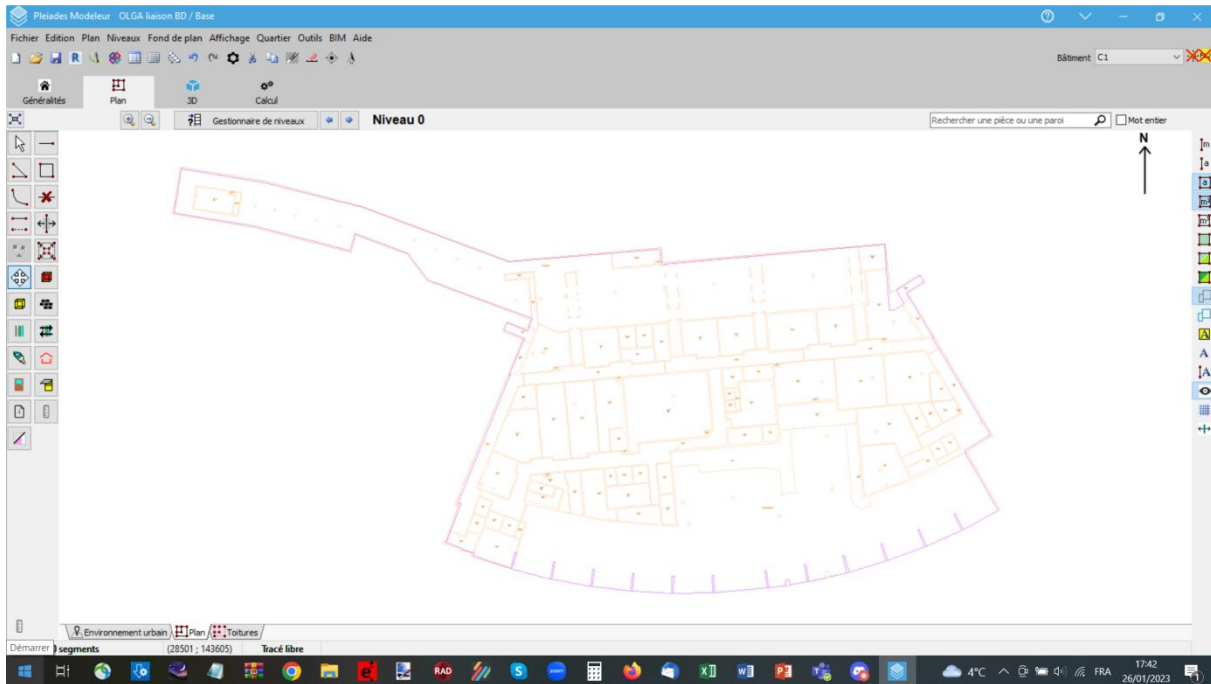 Pleiades Modeleur OLGA liaison BD / Base
Fichier Edition Plan Niveaux Fond de plan Affichage Quartier Outils BIM Aide
Bâtiment C1
Généralités Plan 3D Calcul
Gestionnaire de niveaux Niveau 0 Rechercher une pièce ou une paroi Mot entier
N
Environnement urbain Plan Toitures
Démarrer segments (28501 ; 143605) Tracé libre
4°C FRA 17:42
26/01/2023